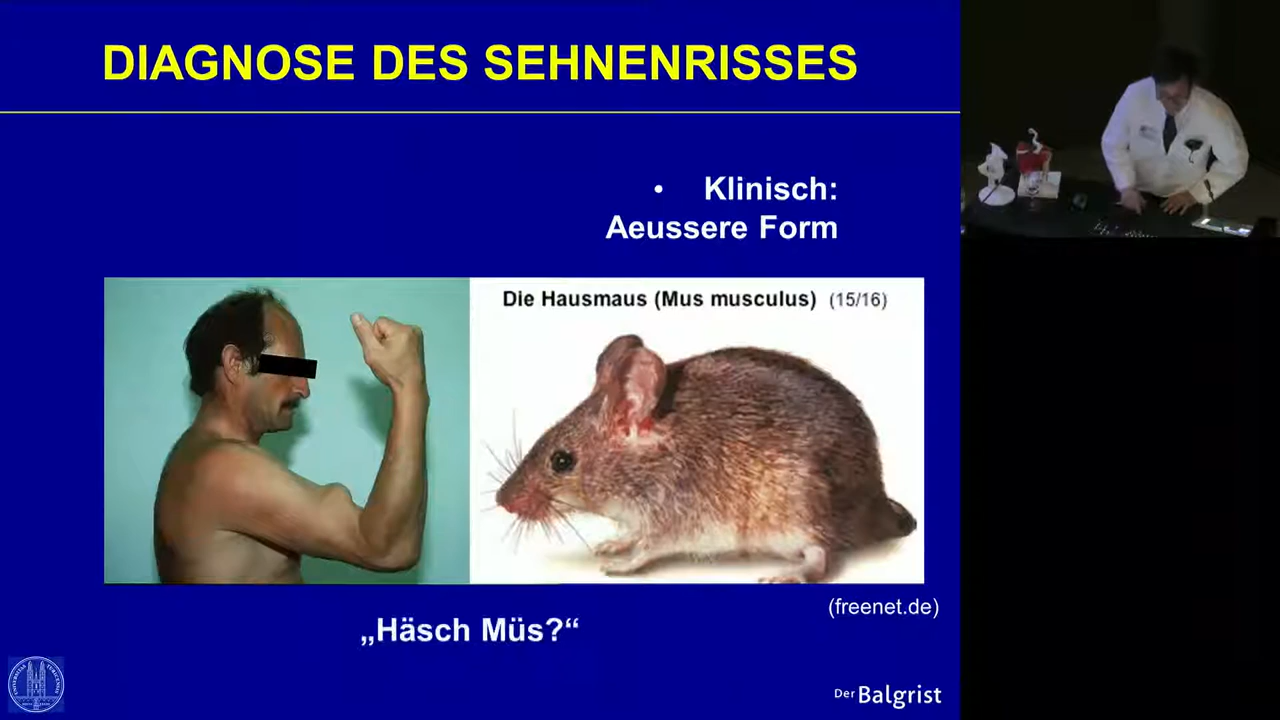 DIAGNOSE DES SEHNENRISSES
• Klinisch:
Aeussere Form
Die Hausmaus (Mus musculus) (15/16)
(freenet.de)
„Häsch Müs?“
Der Balgrist